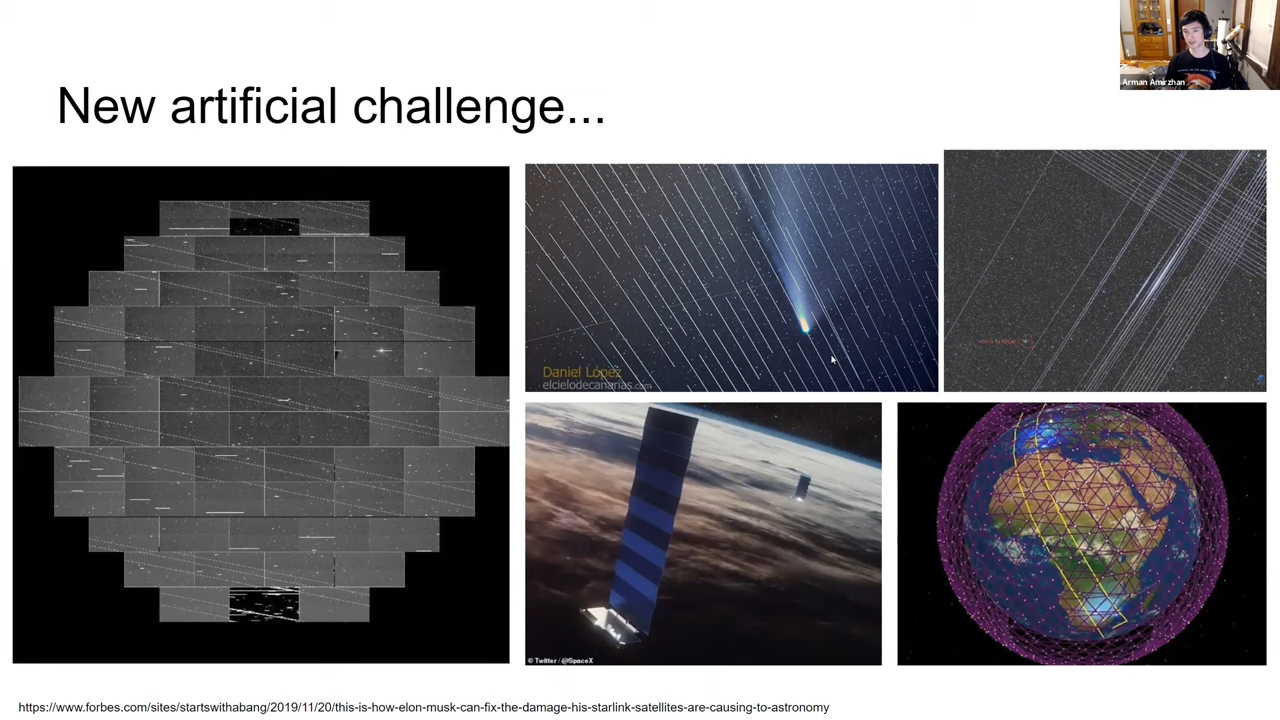 Arman Amirzhan
New artificial challenge...
Daniel López
elcielodecanarias.com
© Twitter / @SpaceX
https://www.forbes.com/sites/startswithabang/2019/11/20/this-is-how-elon-musk-can-fix-the-damage-his-starlink-satellites-are-causing-to-astronomy